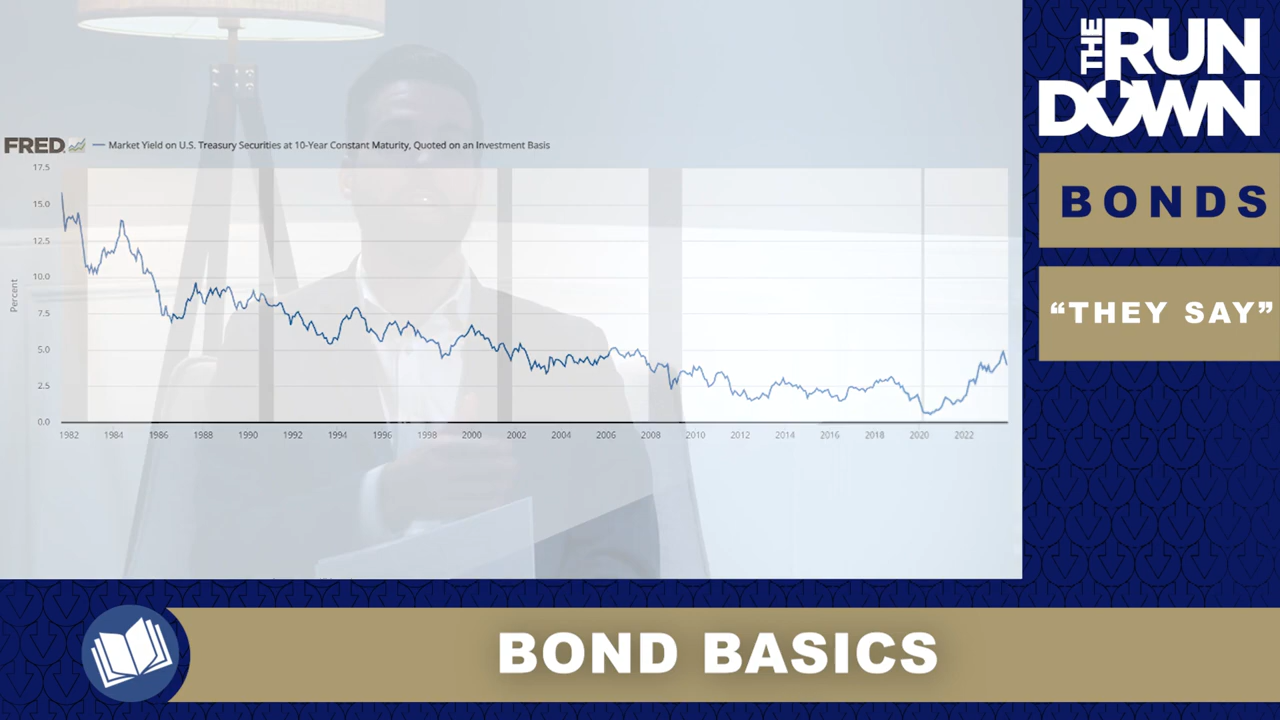 THE
RUN
DOWN
BONDS
“THEY SAY”
FRED
Market Yield on U.S. Treasury Securities at 10-Year Constant Maturity, Quoted on an Investment Basis
17.5
15.0
12.5
10.0
7.5
5.0
2.5
0.0
Percent
1982 1984 1986 1988 1990 1992 1994 1996 1998 2000 2002 2004 2006 2008 2010 2012 2014 2016 2018 2020 2022
BOND BASICS